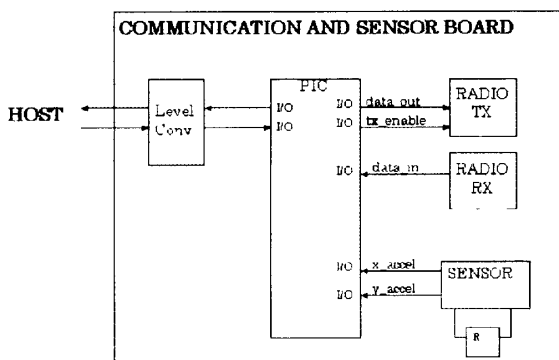 COMMUNICATION AND SENSOR BOARD
PIC
HOST
Level
Conv
I/O
I/O
I/O
data_out
I/O
tx_enable
RADIO
TX
I/O
data_in
RADIO
RX
I/O
x_accel
I/O
y_accel
SENSOR
R